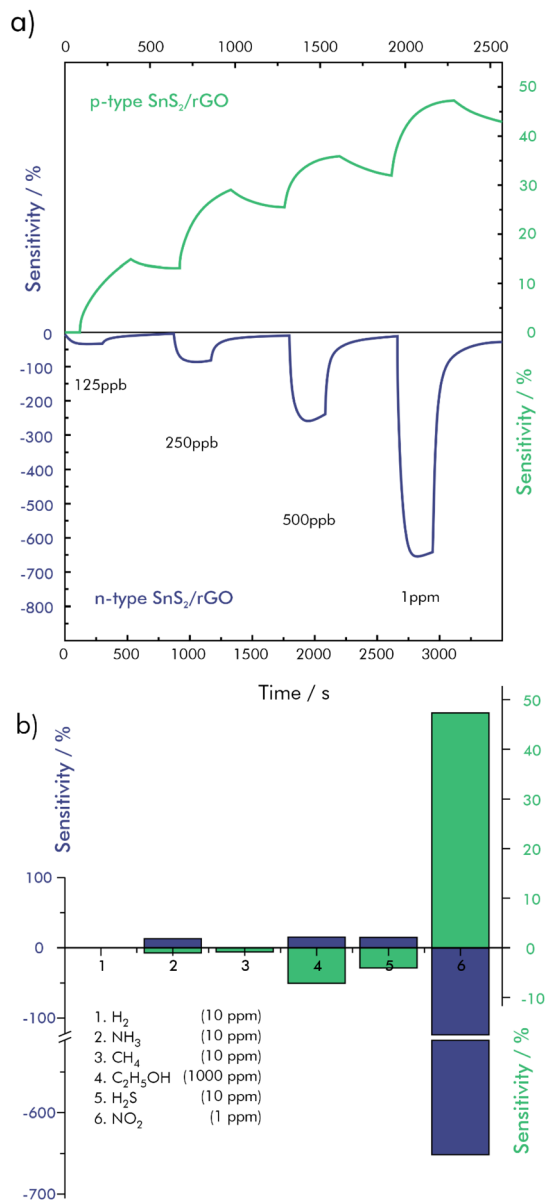 a)
0 500 1000 1500 2000 2500
p-type SnS₂/rGO
50
40
30
20
10
0
Sensitivity / %
0
-100
-200
-300
-400
-500
-600
-700
-800
125ppb
250ppb
500ppb
1ppm
Sensitivity / %
n-type SnS₂/rGO
0 500 1000 1500 2000 2500 3000
Time / s
b)
Sensitivity / %
50
40
30
20
10
0
-10
100
0
-100
-600
-700
1 2 3 4 5 6
1. H₂ (10 ppm)
2. NH₃ (10 ppm)
3. CH₄ (10 ppm)
4. C₂H₅OH (1000 ppm)
5. H₂S (10 ppm)
6. NO₂ (1 ppm)
Sensitivity / %